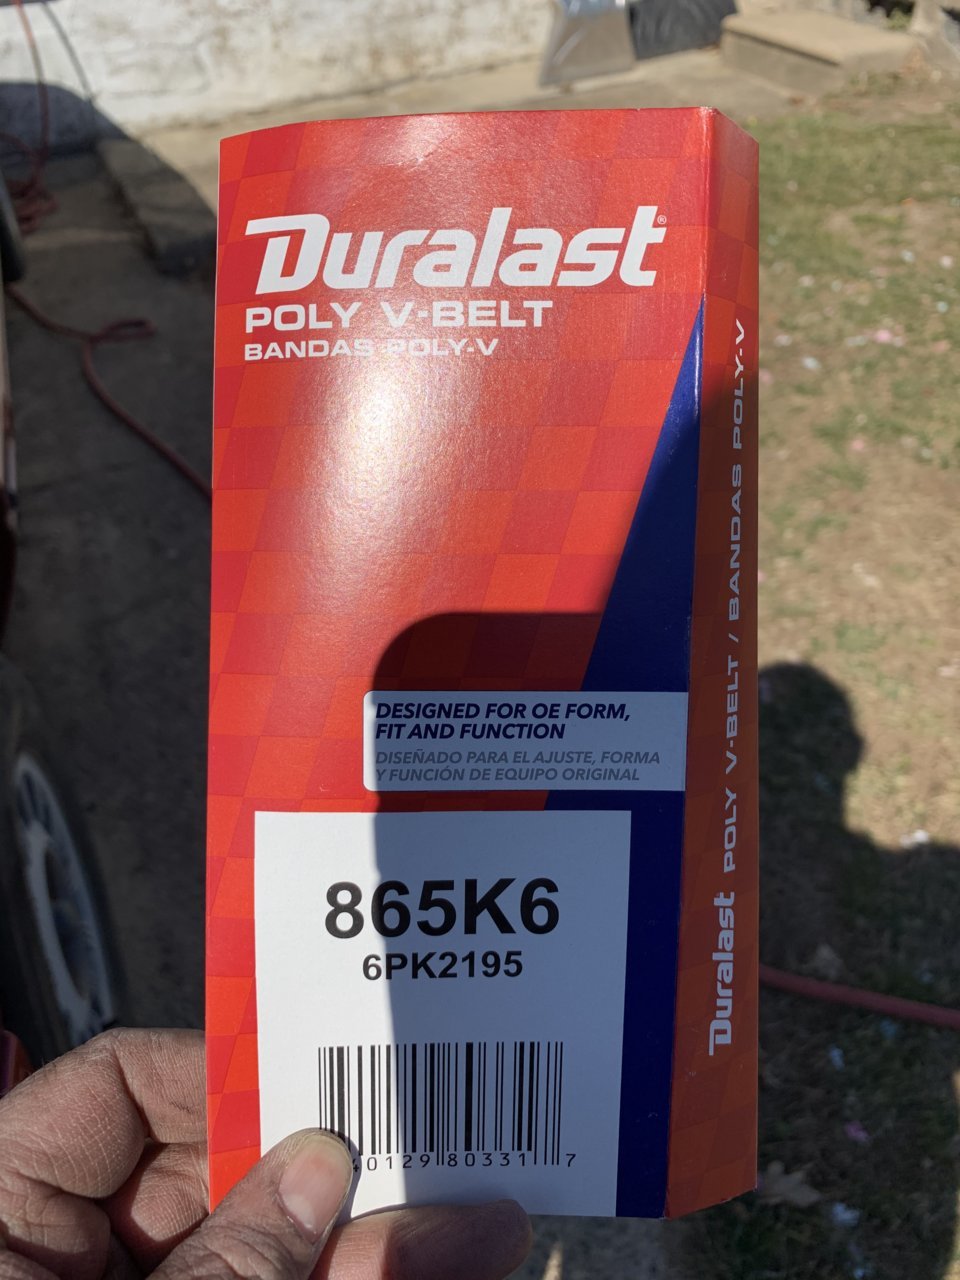 Duralast®
POLY V-BELT
BANDAS POLY-V
DESIGNED FOR OE FORM,
FIT AND FUNCTION
DISEÑADO PARA EL AJUSTE, FORMA
Y FUNCIÓN DE EQUIPO ORIGINAL
865K6
6PK2195
40129 80331 7
Duralast POLY V-BELT / BANDAS POLY-V